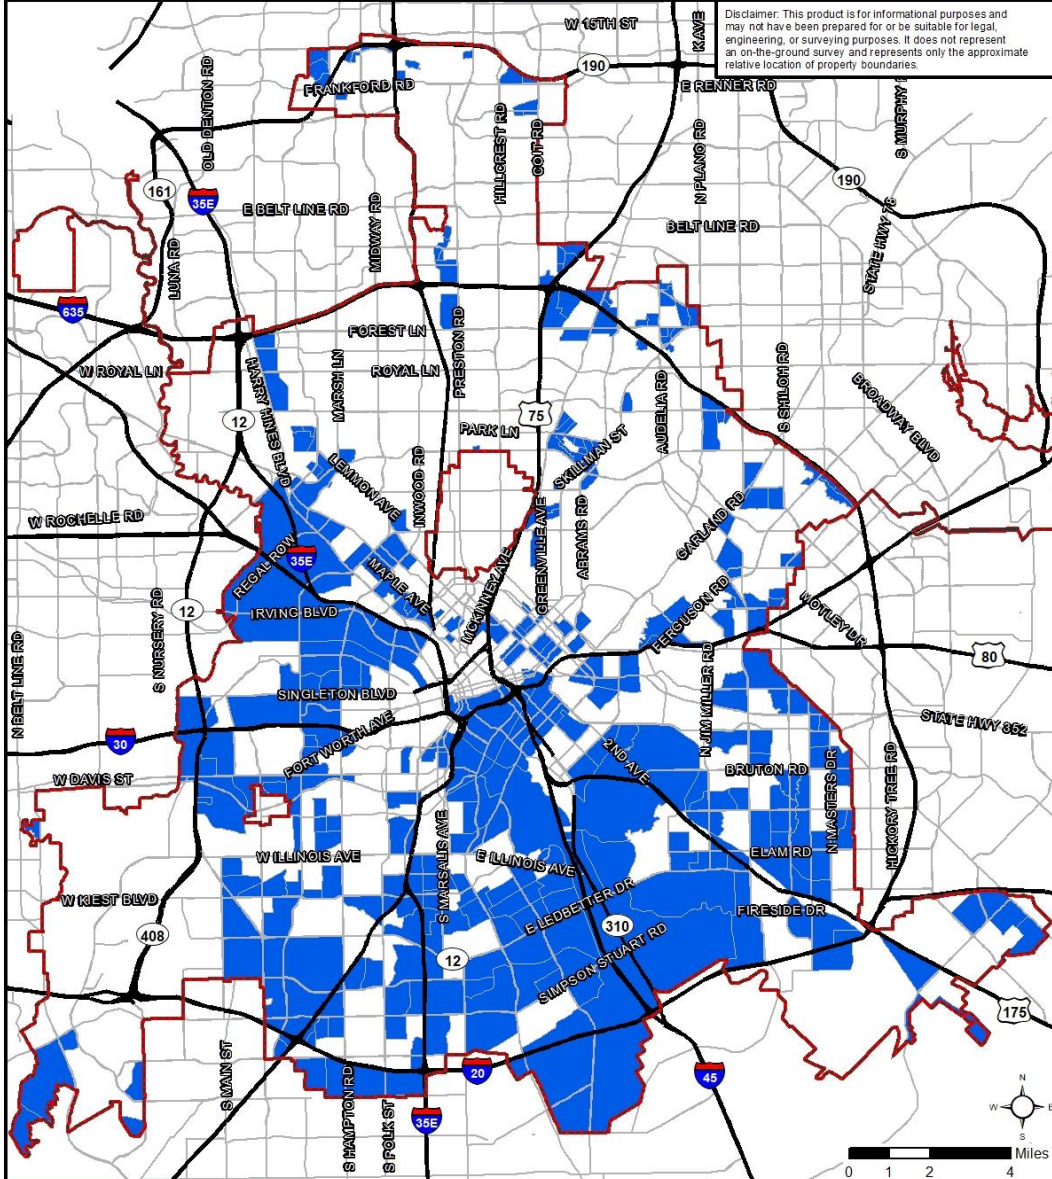 Disclaimer: This product is for informational purposes and
may not have been prepared for or be suitable for legal,
engineering, or surveying purposes. It does not represent
an on-the-ground survey and represents only the approximate
relative location of property boundaries.
W 15TH ST
K AVE
190
E RENNER RD
FRANKFORD RD
OLD DENTON RD
HILLCREST RD
COIT RD
N PLANO RD
S MURPHY
190
161
35E
E BELT LINE RD
MIDWAY RD
BELT LINE RD
STATE HWY 78
LUNA RD
635
FOREST LN
PRESTON RD
W ROYAL LN
ROYAL LN
MARSH LN
HARRY HINES BLVD
S SHILOH RD
BROADWAY BLVD
12
75
AUDELIA RD
PARK LN
SKILLMAN ST
LEMMON AVE
INWOOD RD
W ROCHELLE RD
GARLAND RD
GREENVILLE AVE
ABRAMS RD
REGAL ROW
35E
MAPLE AVE
MCKINNEY AVE
IRVING BLVD
12
S NURSERY RD
FERGUSON RD
MOTLEY DR
80
N BELT LINE RD
SINGLETON BLVD
N JIM MILLER RD
STATE HWY 352
30
FORT WORTH AVE
2ND AVE
W DAVIS ST
BRUTON RD
N MASTERS DR
HICKORY TREE RD
W ILLINOIS AVE
S MARSALIS AVE
E ILLINOIS AVE
ELAM RD
W KIEST BLVD
E LEDBETTER DR
FIRESIDE DR
408
12
310
SIMPSON STUART RD
175
S MAIN ST
S HAMPTON RD
S POLK ST
20
45
35E
N
W E
S
Miles
0 1 2 4